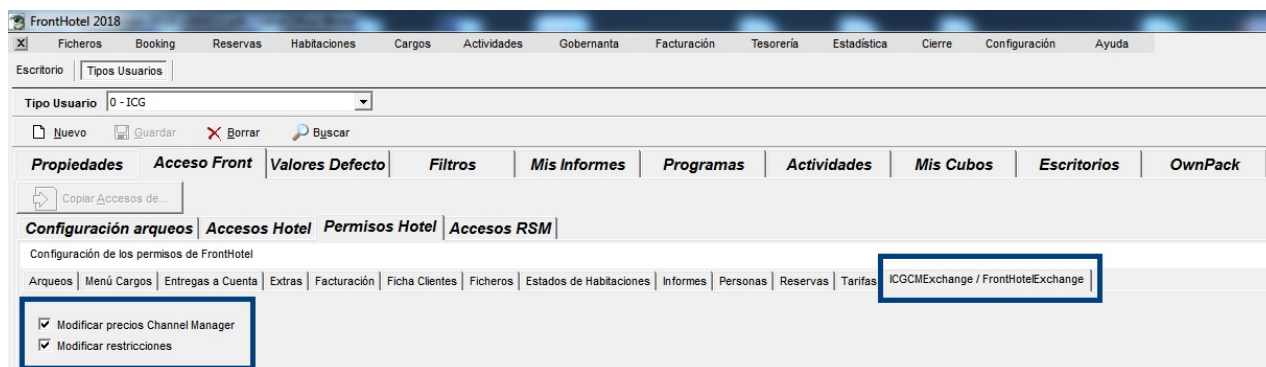 FrontHotel 2018
X Ficheros Booking Reservas Habitaciones Cargos Actividades Gobernanta Facturación Tesorería Estadística Cierre Configuración Ayuda
Escritorio Tipos Usuarios
Tipo Usuario 0 - ICG
Nuevo Guardar Borrar Buscar
Propiedades Acceso Front Valores Defecto Filtros Mis Informes Programas Actividades Mis Cubos Escritorios OwnPack
Copiar Accesos de...
Configuración arqueos Accesos Hotel Permisos Hotel Accesos RSM
Configuración de los permisos de FrontHotel
Arqueos Menú Cargos Entregas a Cuenta Extras Facturación Ficha Clientes Ficheros Estados de Habitaciones Informes Personas Reservas Tarifas ICGCMExchange / FrontHotelExchange
Modificar precios Channel Manager
Modificar restricciones